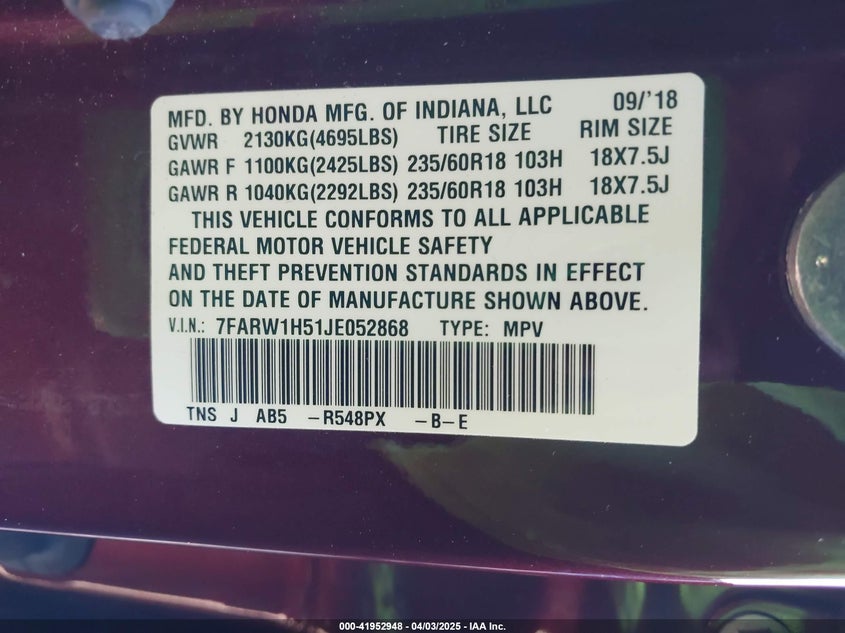 MFD. BY HONDA MFG. OF INDIANA, LLC 09/'18
GVWR 2130KG(4695LBS) TIRE SIZE RIM SIZE
GAWR F 1100KG(2425LBS) 235/60R18 103H 18X7.5J
GAWR R 1040KG(2292LBS) 235/60R18 103H 18X7.5J
THIS VEHICLE CONFORMS TO ALL APPLICABLE
FEDERAL MOTOR VEHICLE SAFETY
AND THEFT PREVENTION STANDARDS IN EFFECT
ON THE DATE OF MANUFACTURE SHOWN ABOVE.
V.I.N.: 7FARW1H51JE052868 TYPE: MPV
TNS J AB5 -R548PX -B-E
000-41952948 - 04/03/2025 - IAA Inc.